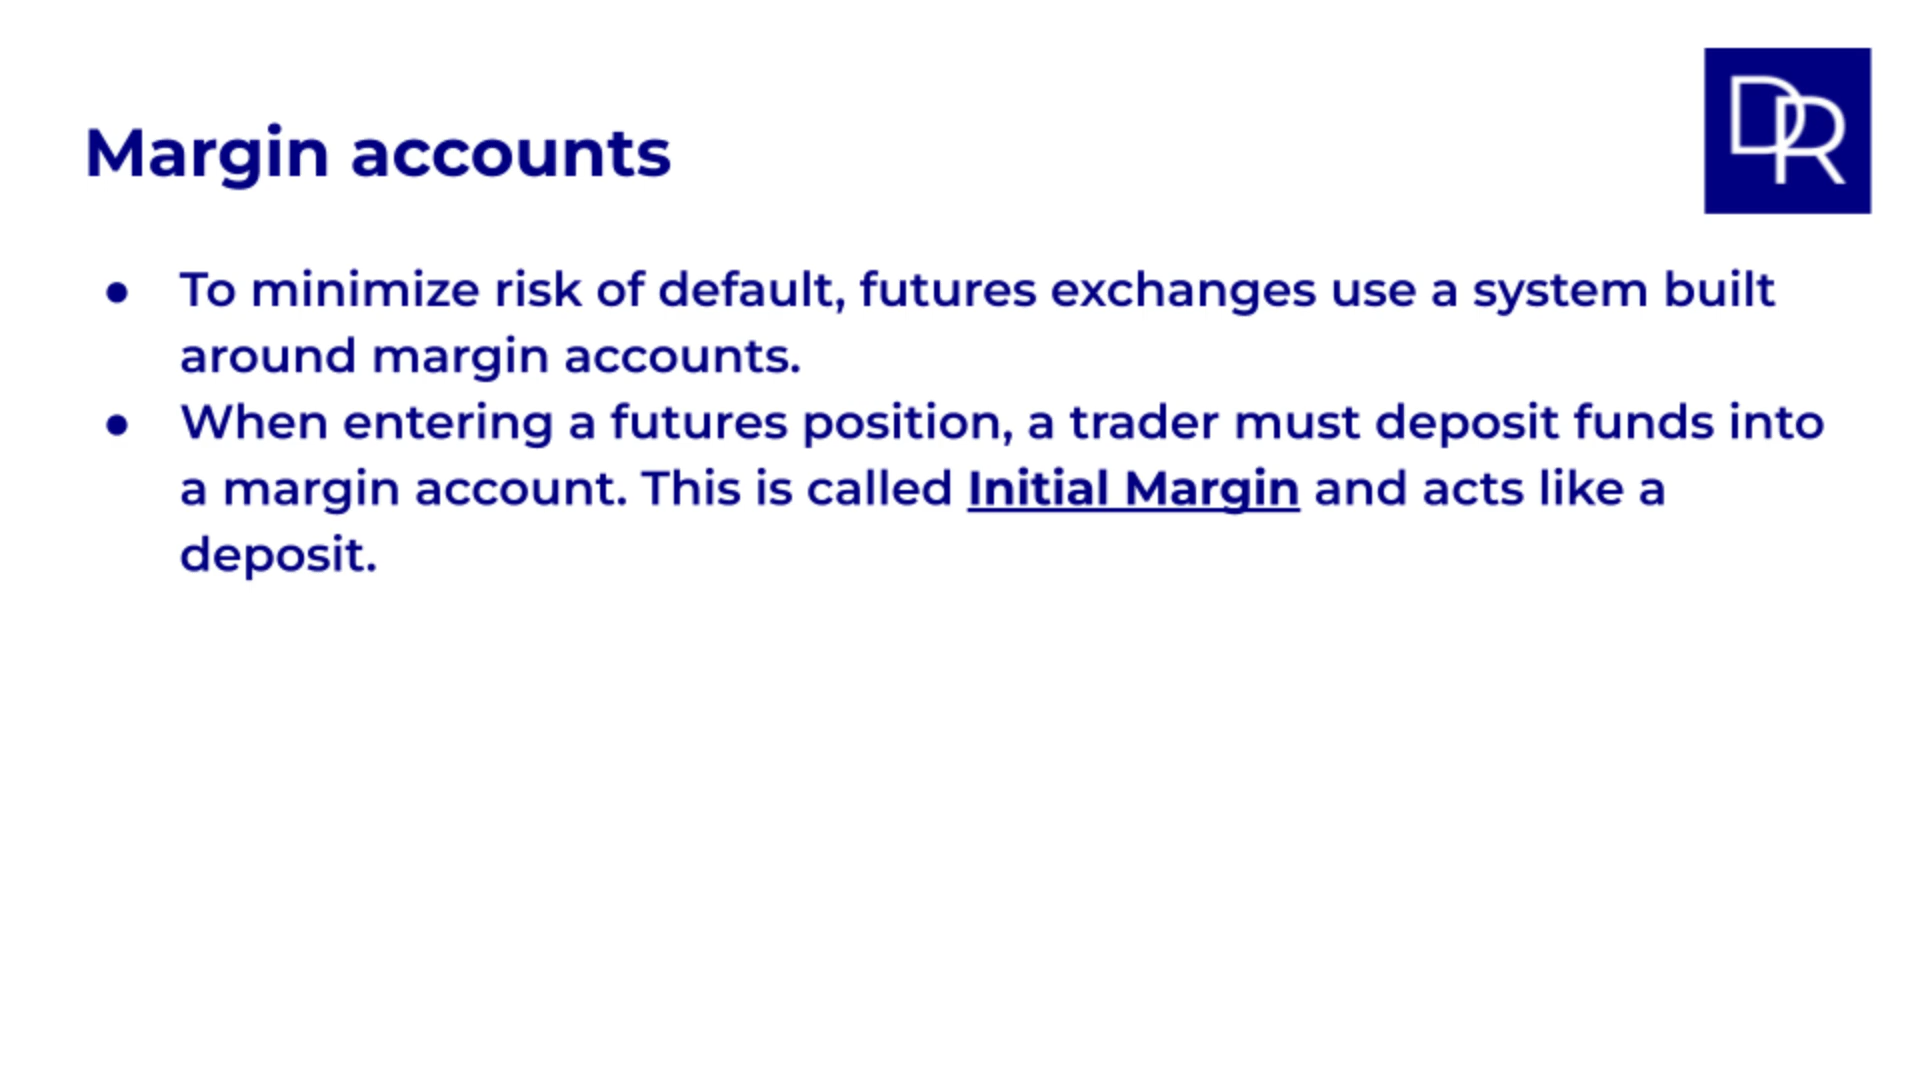 DR
Margin accounts
● To minimize risk of default, futures exchanges use a system built
around margin accounts.
● When entering a futures position, a trader must deposit funds into
a margin account. This is called Initial Margin and acts like a
deposit.